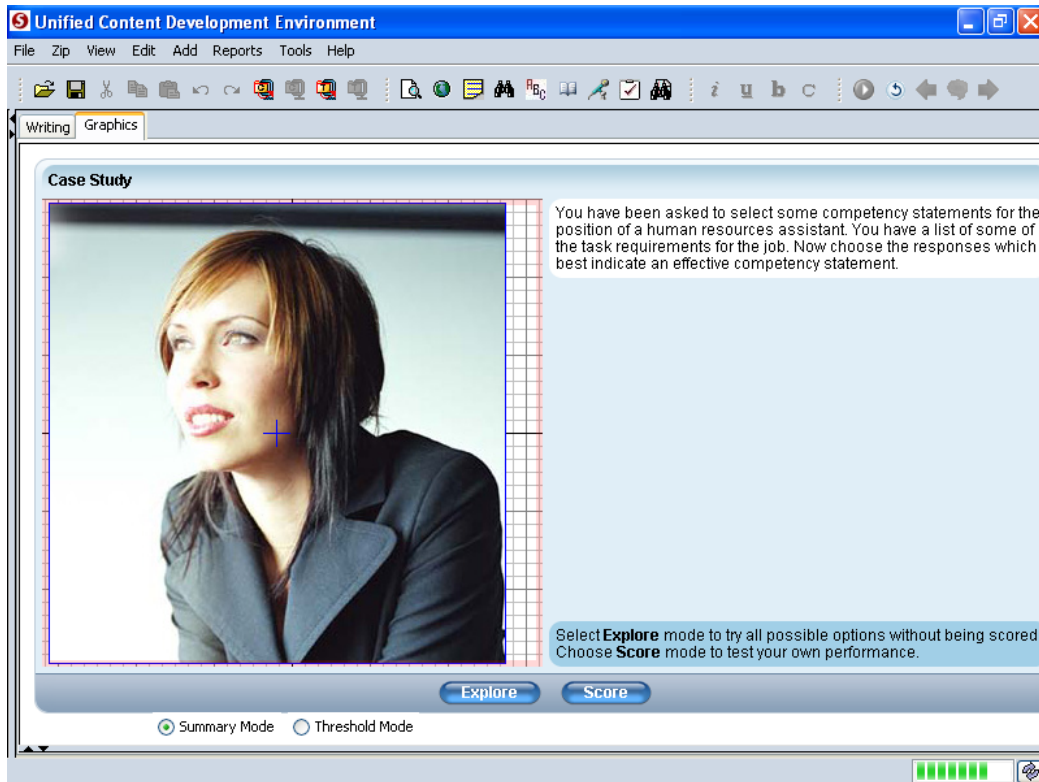 Unified Content Development Environment
File Zip View Edit Add Reports Tools Help
ABC i u b c
Writing Graphics
Case Study
You have been asked to select some competency statements for the
position of a human resources assistant. You have a list of some of
the task requirements for the job. Now choose the responses which
best indicate an effective competency statement.
Select Explore mode to try all possible options without being scored
Choose Score mode to test your own performance.
Explore Score
Summary Mode Threshold Mode